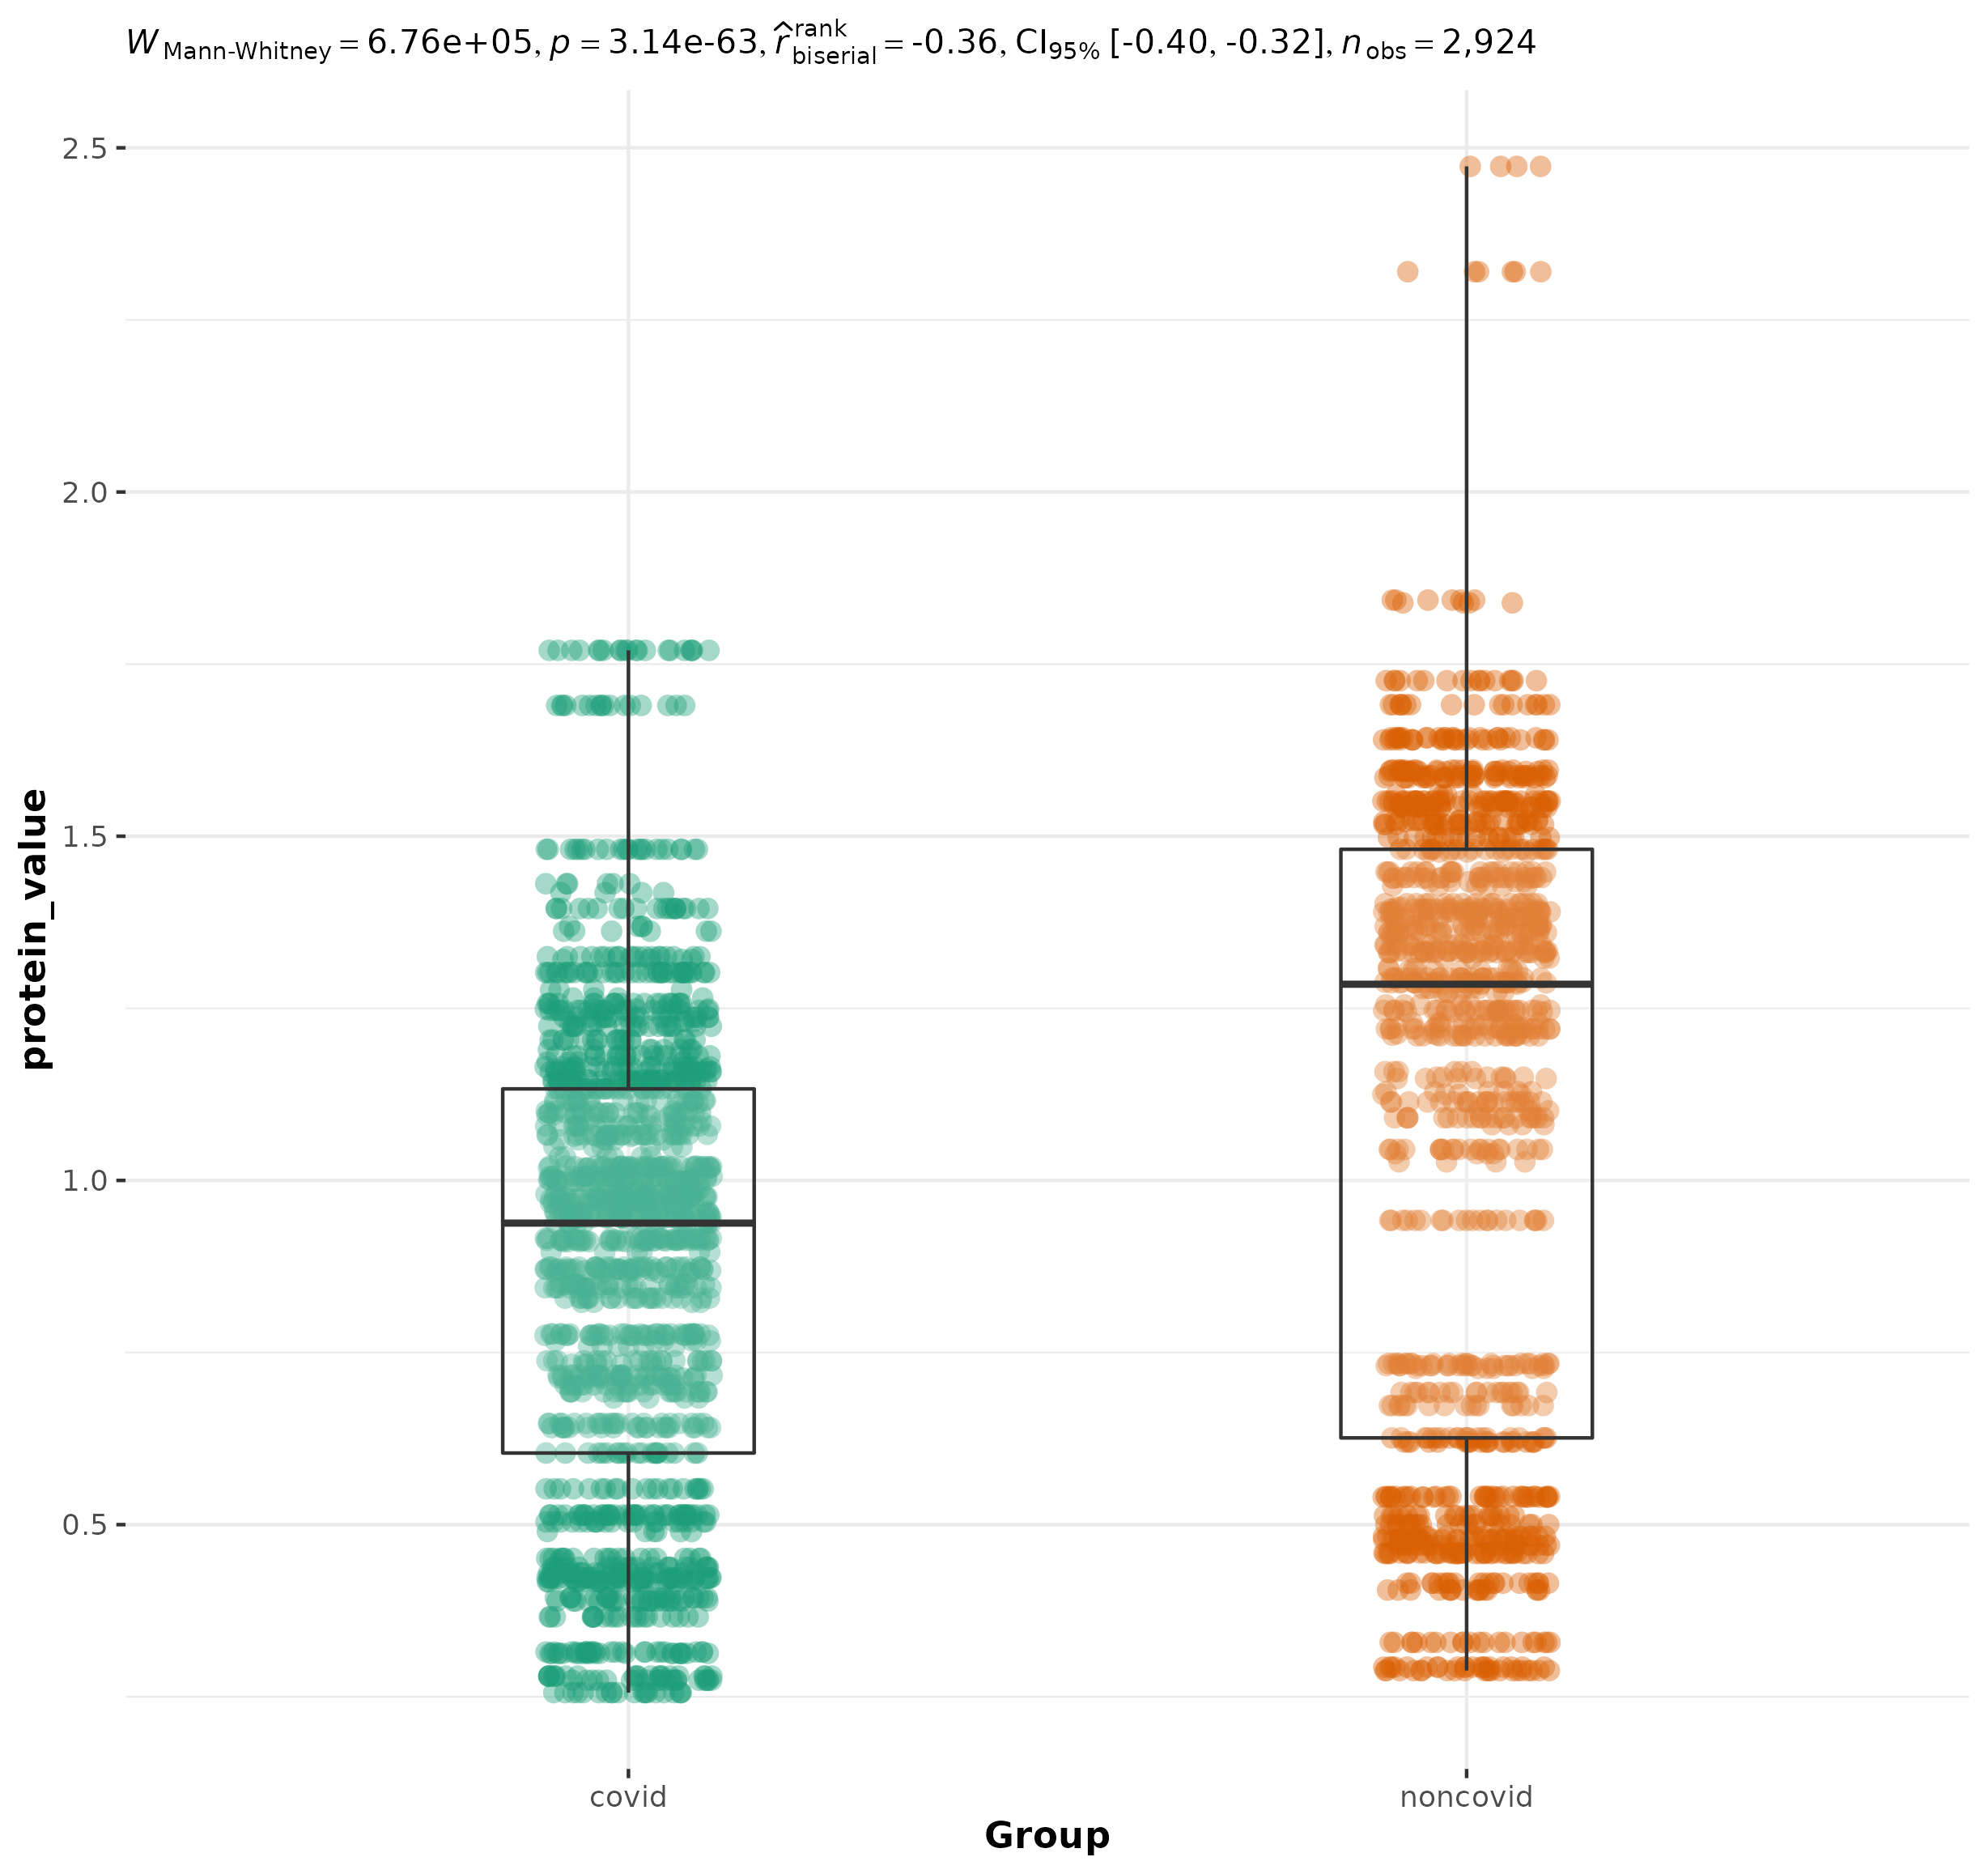 W Mann-Whitney = 6.76e+05, p = 3.14e-63, r̂ rank biserial = -0.36, CI95% [-0.40, -0.32], n obs = 2,924
2.5
2.0
1.5
1.0
0.5
protein_value
covid noncovid
Group